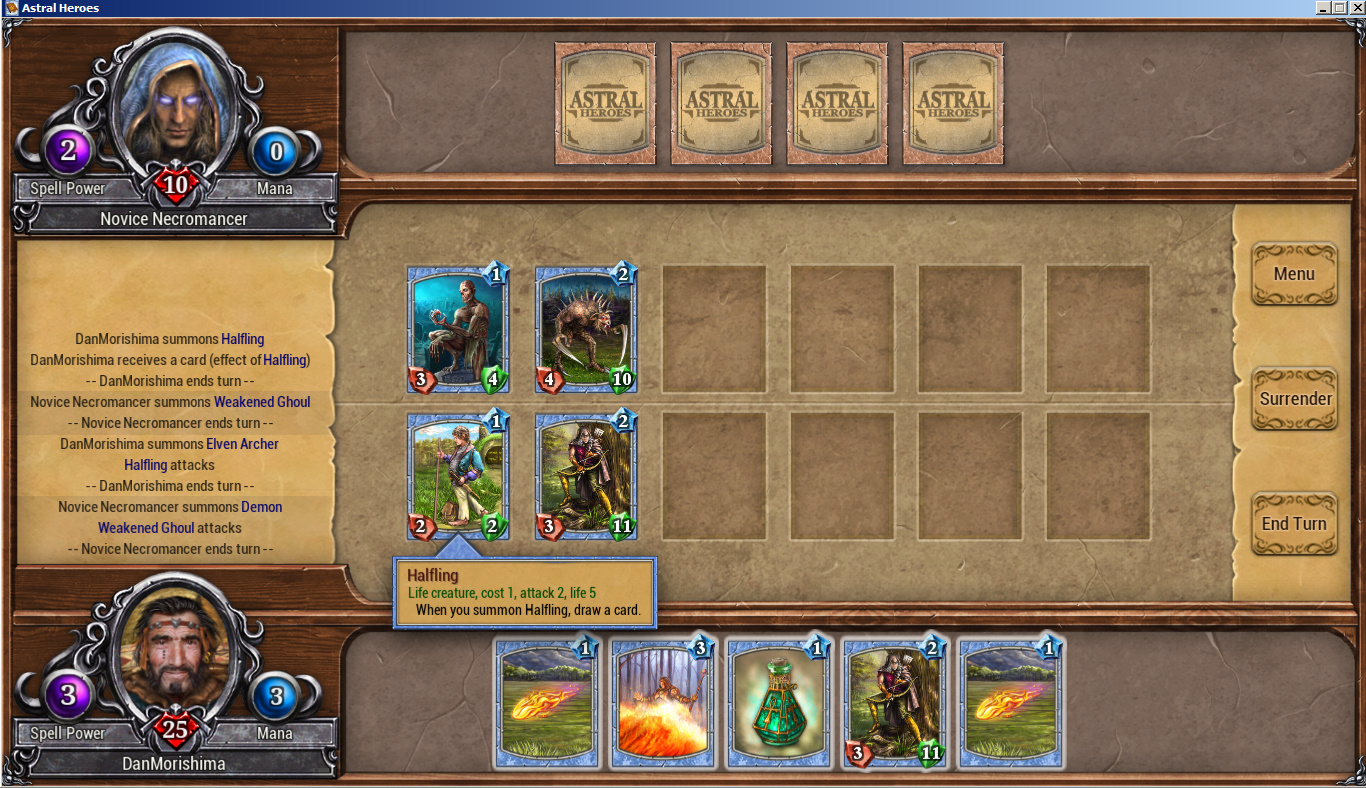 Astral Heroes
ASTRAL
HEROES
ASTRAL
HEROES
ASTRAL
HEROES
ASTRAL
HEROES
2
0
Spell Power
10
Mana
Novice Necromancer
DanMorishima summons Halfling
DanMorishima receives a card (effect of Halfling)
-- DanMorishima ends turn --
Novice Necromancer summons Weakened Ghoul
-- Novice Necromancer ends turn --
DanMorishima summons Elven Archer
Halfling attacks
-- DanMorishima ends turn --
Novice Necromancer summons Demon
Weakened Ghoul attacks
-- Novice Necromancer ends turn --
1
3
4
2
4
10
1
2
2
2
3
11
Menu
Surrender
End Turn
Halfling
Life creature, cost 1, attack 2, life 5
When you summon Halfling, draw a card.
3
3
Spell Power
25
Mana
DanMorishima
1
3
1
2
3
11
1